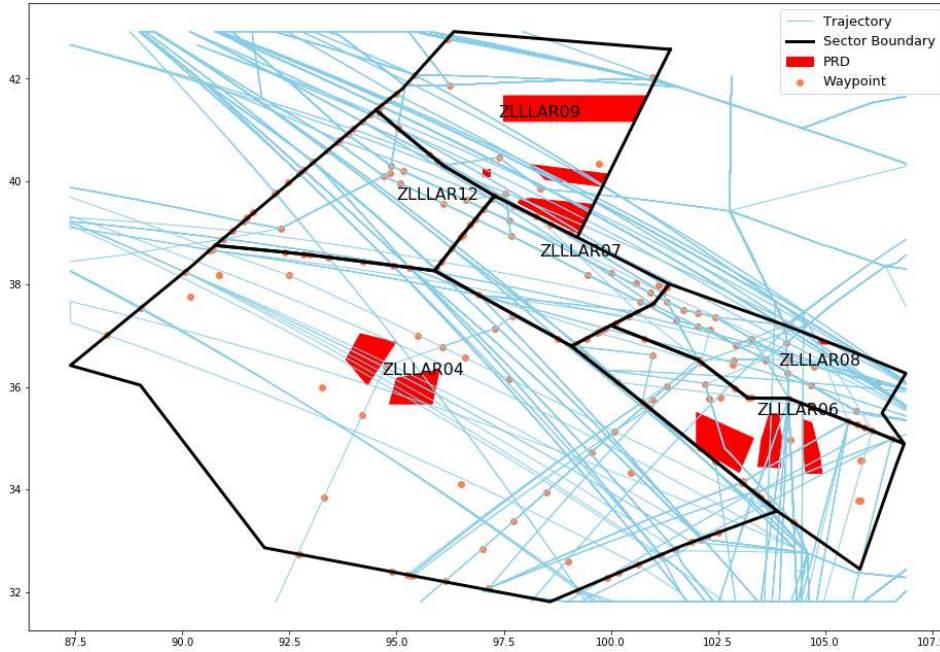 Trajectory
Sector Boundary
PRD
Waypoint
42
ZLLLAR09
40
ZLLLAR12
ZLLLAR07
38
ZLLLAR08
ZLLLAR04
36
ZLLLAR06
34
32
87.5 90.0 92.5 95.0 97.5 100.0 102.5 105.0 107.5